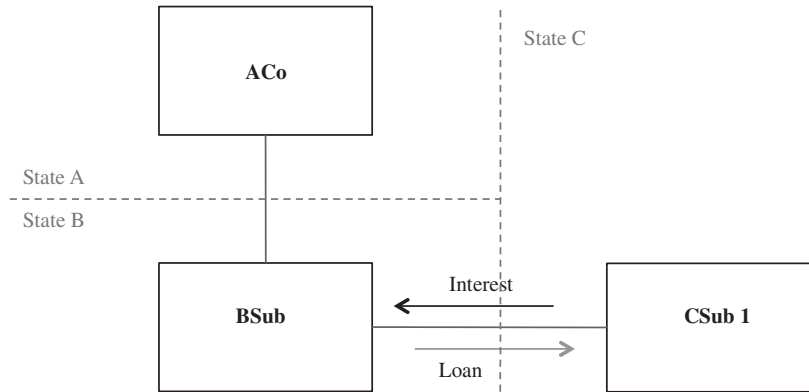 State C
ACo
State A
State B
Interest
BSub
CSub 1
Loan